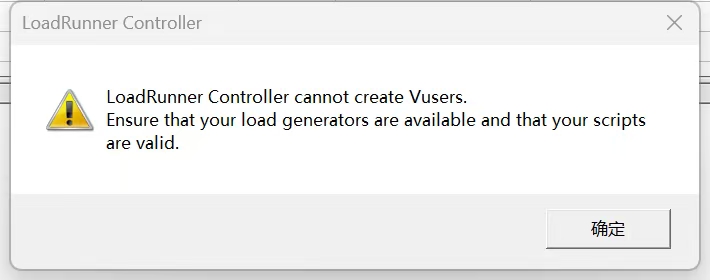 LoadRunner Controller
LoadRunner Controller cannot create Vusers.
Ensure that your load generators are available and that your scripts
are valid.
确定